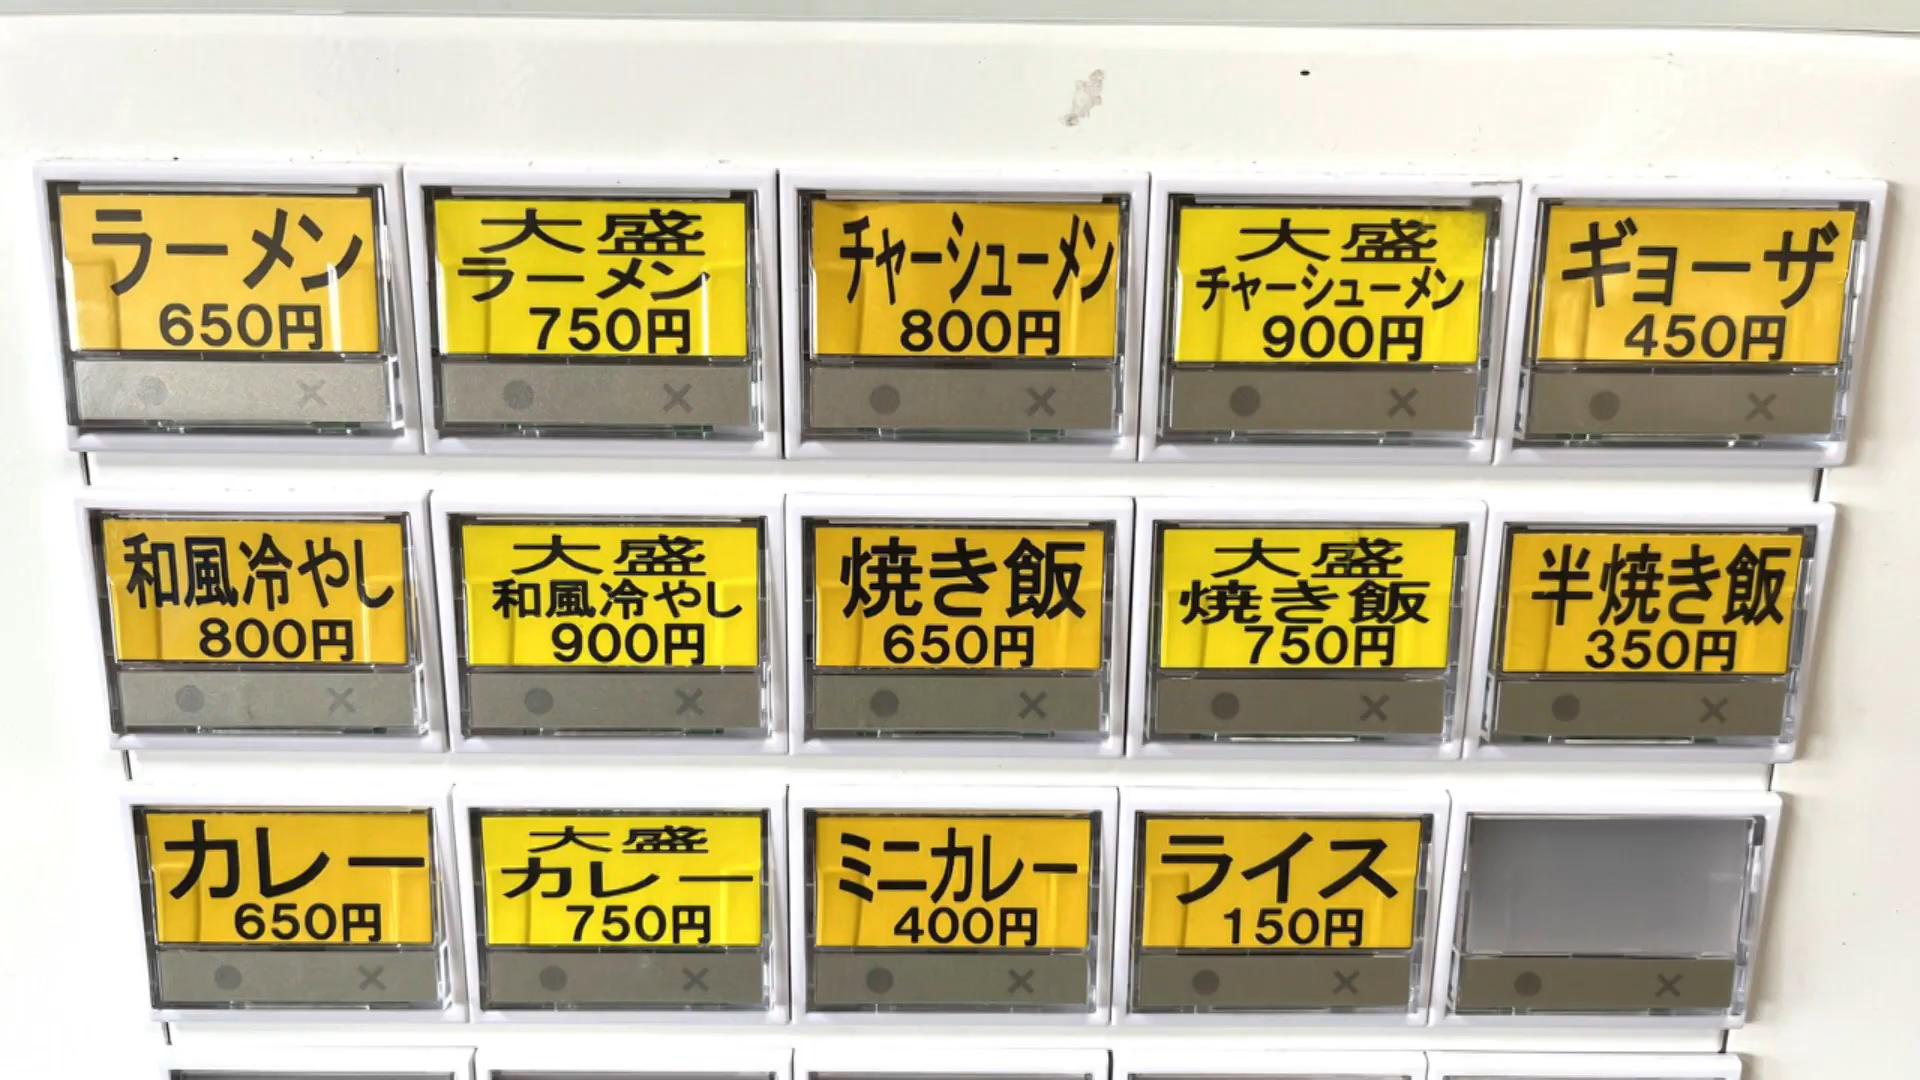 ラーメン
650円
大盛
ラーメン
750円
チャーシューメン
800円
大盛
チャーシューメン
900円
ギョーザ
450円
和風冷やし
800円
大盛
和風冷やし
900円
焼き飯
650円
大盛
焼き飯
750円
半焼き飯
350円
カレー
650円
大盛
カレー
750円
ミニカレー
400円
ライス
150円